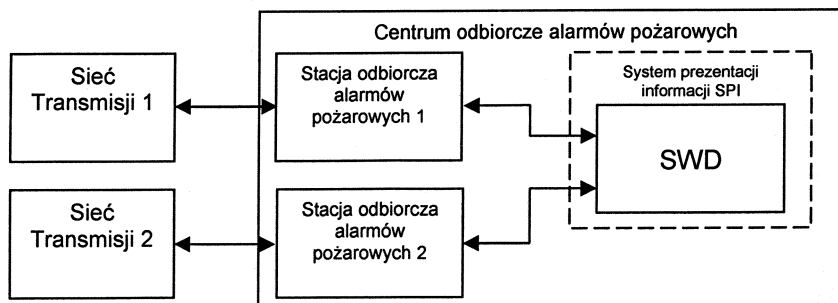 Centrum odbiorcze alarmów pożarowych
Sieć
Transmisji 1
Stacja odbiorcza
alarmów
pożarowych 1
System prezentacji
informacji SPI
SWD
Sieć
Transmisji 2
Stacja odbiorcza
alarmów
pożarowych 2